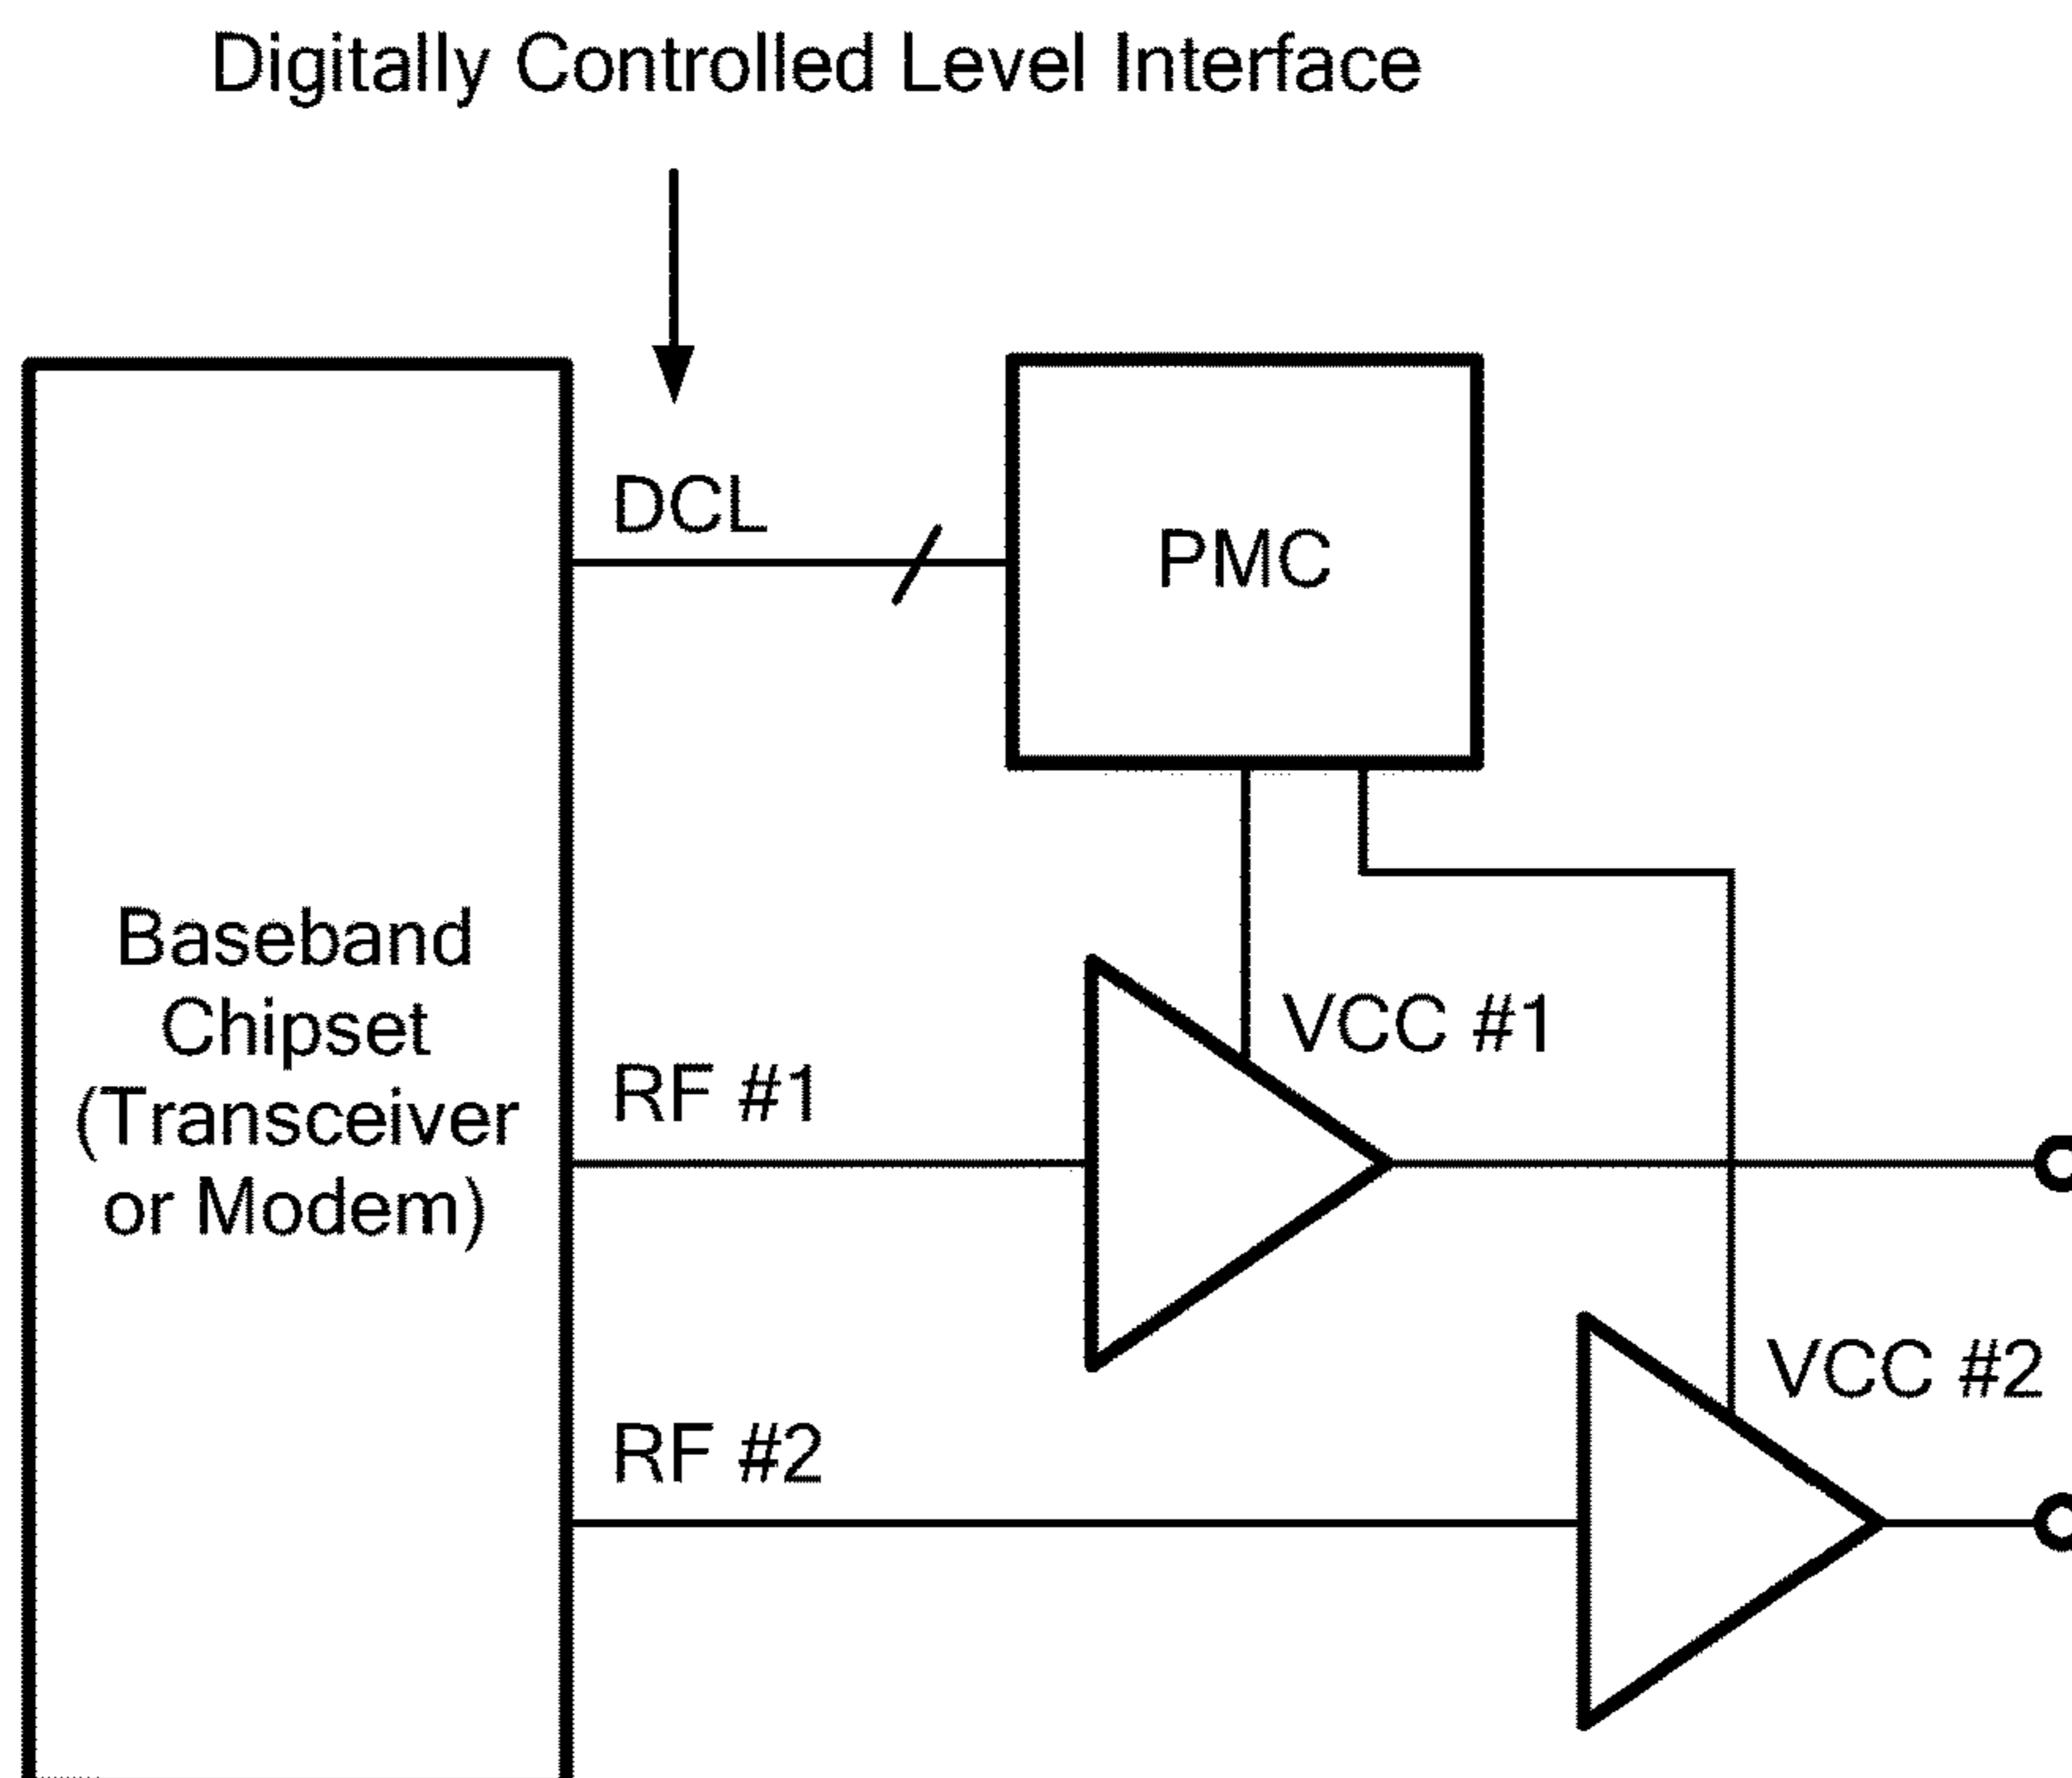 Digitally Controlled Level Interface
DCL
PMC
Baseband
Chipset
(Transceiver
or Modem)
VCC #1
RF #1
VCC #2
RF #2